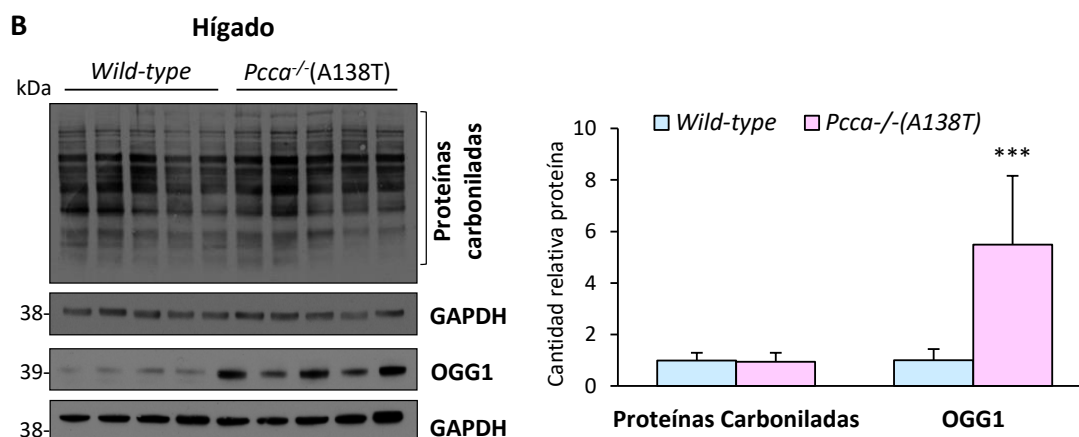 B
Hígado
Wild-type
Pcca-/-(A138T)
kDa
Proteínas
carboniladas
38-
GAPDH
39-
OGG1
38-
GAPDH
Wild-type
Pcca-/-(A138T)
Cantidad relativa proteína
10
8
6
4
2
0
***
Proteínas Carboniladas
OGG1